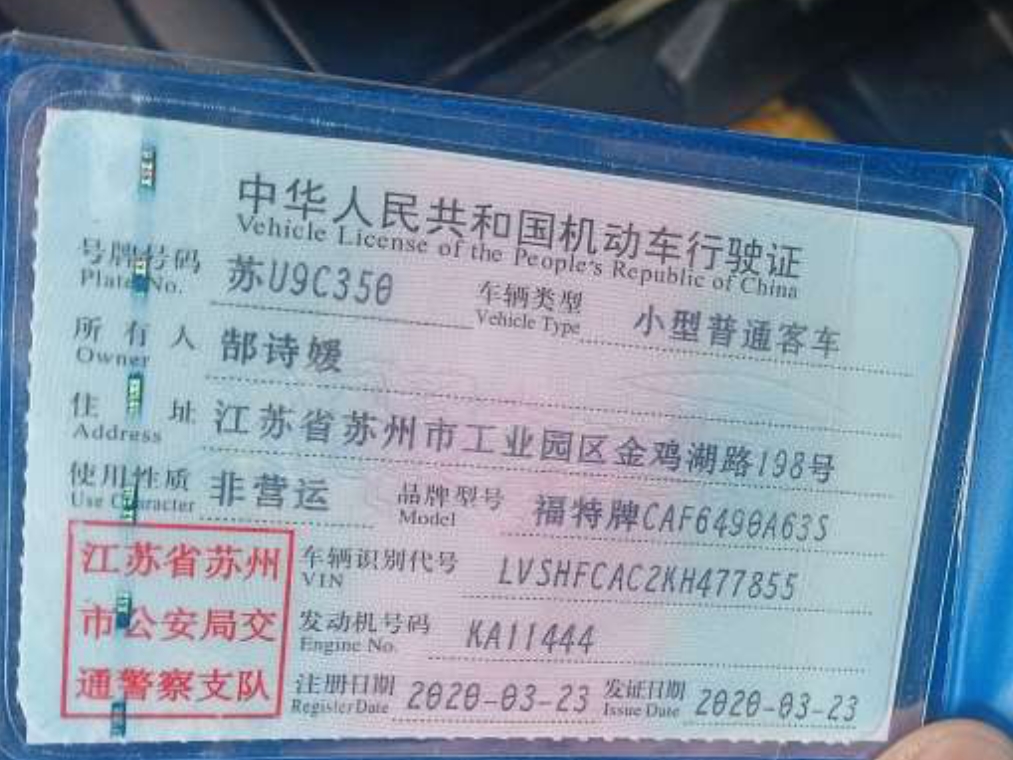 中华人民共和国机动车行驶证
Vehicle License of the People's Republic of China
号牌号码 苏U9C350 车辆类型 小型普通客车
Plate No. Vehicle Type
所有人 郜诗媛
Owner
住址 江苏省苏州市工业园区金鸡湖路198号
Address
使用性质 非营运 品牌型号 福特牌CAF6490A63S
Use Character Model
江苏省苏州
市公安局交
通警察支队
车辆识别代号 LVSHFCAC2KH477855
VIN
发动机号码 KA11444
Engine No.
注册日期 2020-03-23 发证日期 2020-03-23
Register Date Issue Date